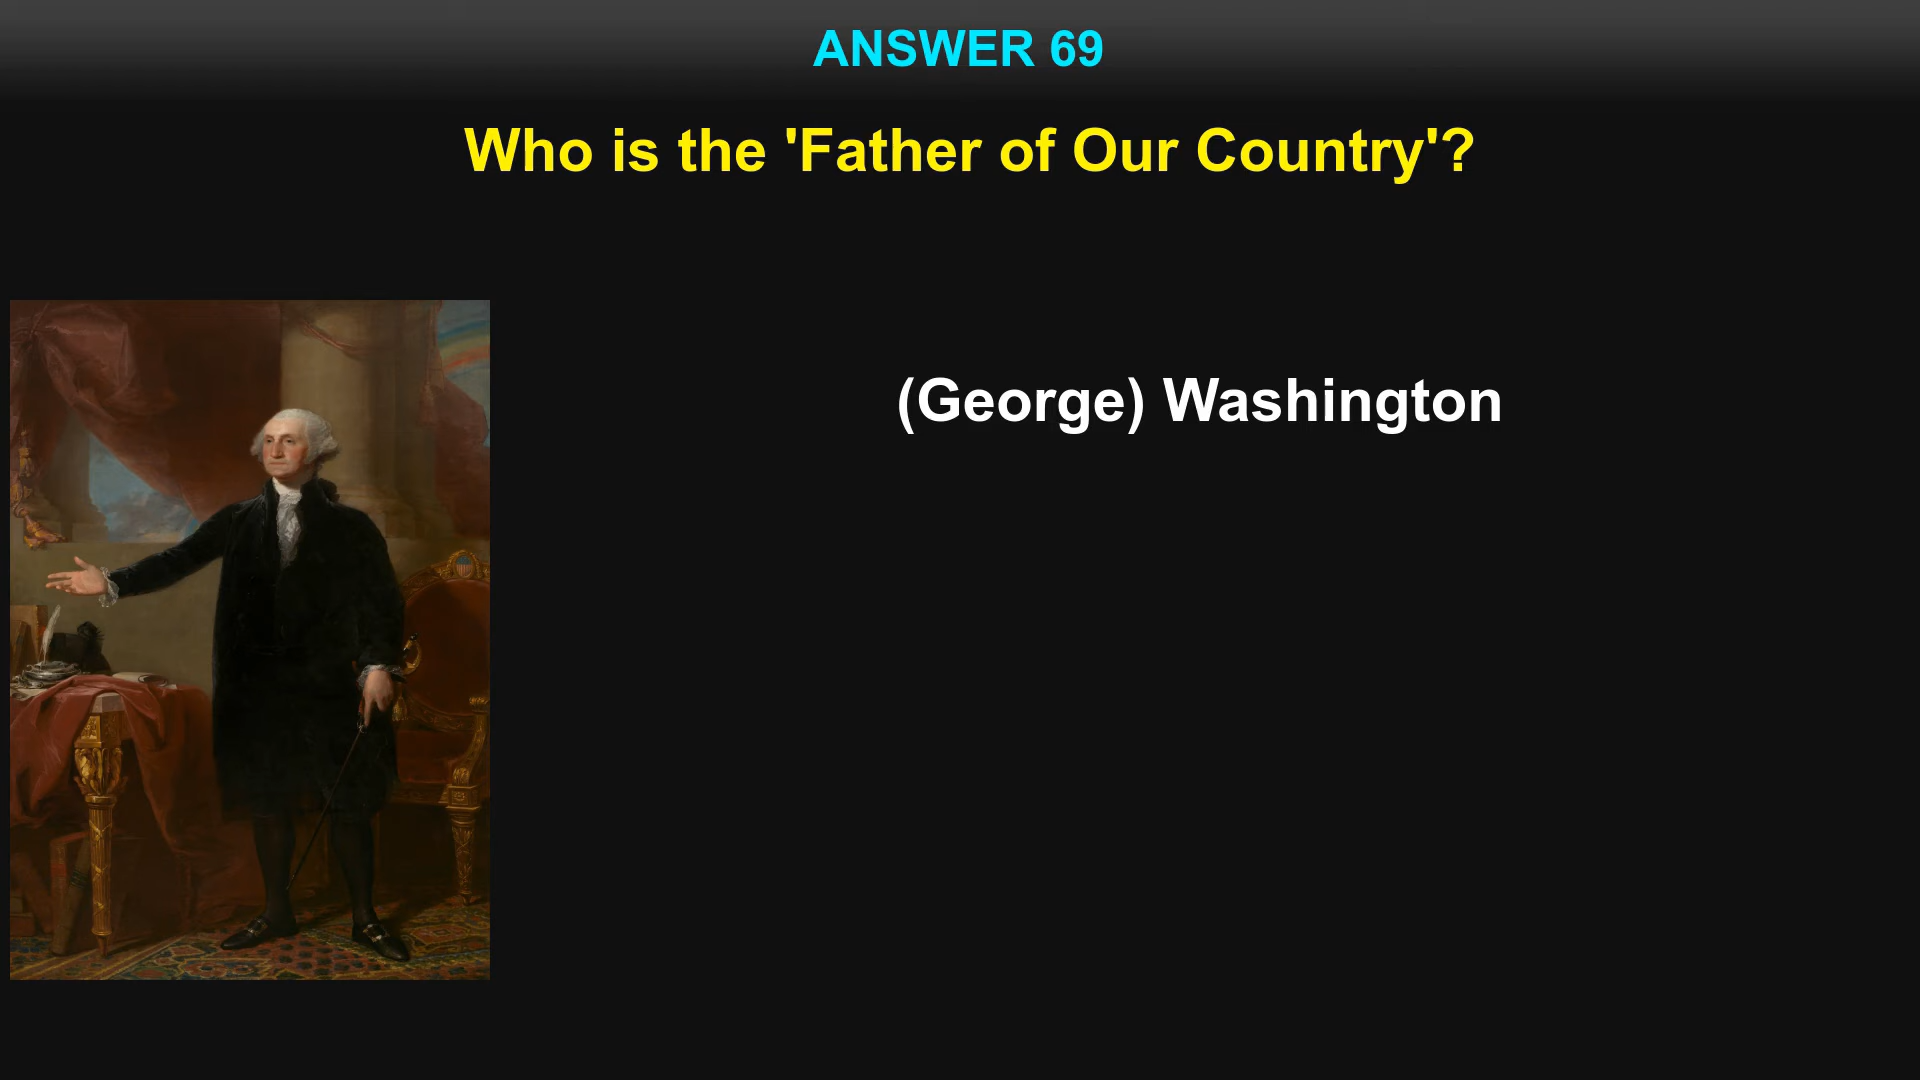 ANSWER 69
Who is the 'Father of Our Country'?
(George) Washington